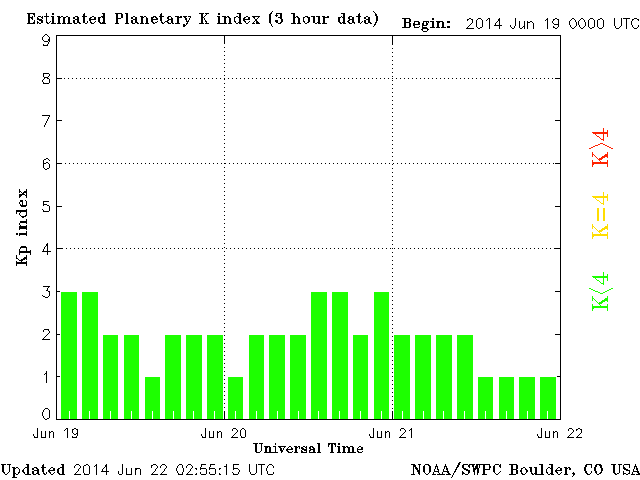 Estimated Planetary K index (3 hour data)
Begin: 2014 Jun 19 0000 UTC
9
8
7
6
5
4
3
2
1
0
Kp index
K>4
K=4
K<4
Jun 19
Jun 20
Jun 21
Jun 22
Universal Time
Updated 2014 Jun 22 02:55:15 UTC
NOAA/SWPC Boulder, CO USA